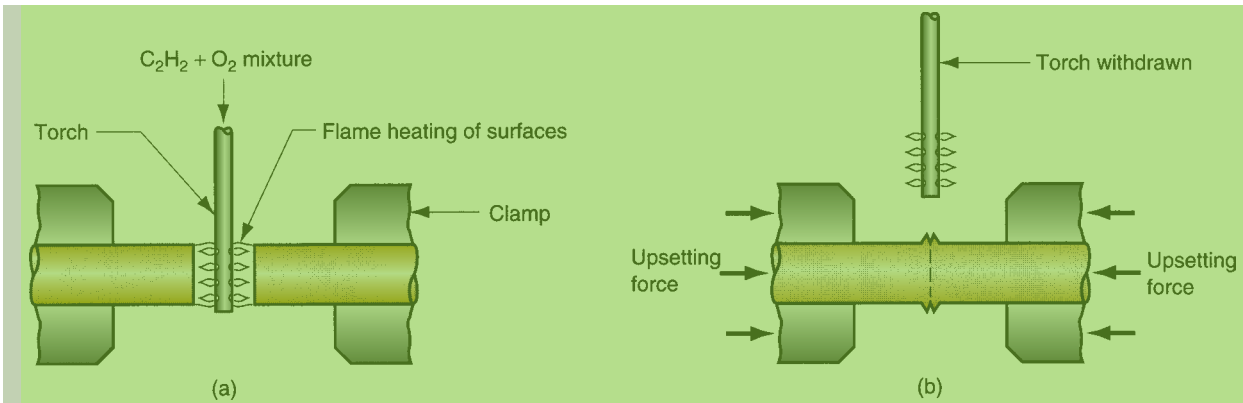 C₂H₂ + O₂ mixture
Torch
Flame heating of surfaces
Clamp
(a)
Torch withdrawn
Upsetting
force
Upsetting
force
(b)